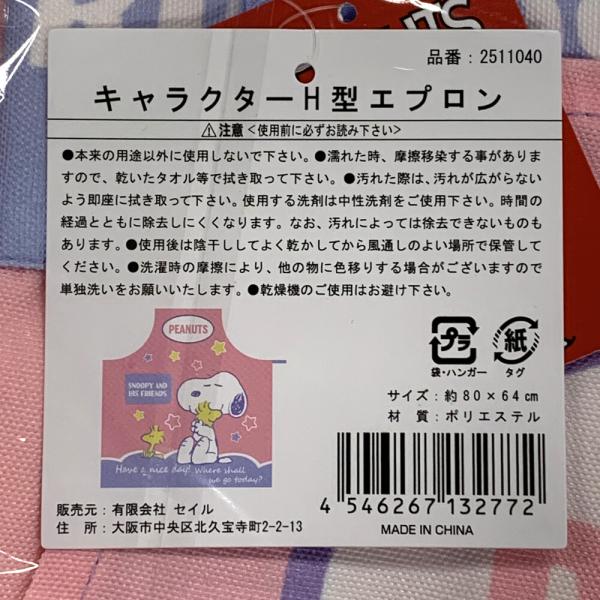 NUTS
品番：2511040
キャラクターH型エプロン
⚠注意＜使用前に必ずお読み下さい＞
●本来の用途以外に使用しないで下さい。●濡れた時、摩擦移染する事がありま
すので、乾いたタオル等で拭き取って下さい。●汚れた際は、汚れが広がらない
よう即座に拭き取って下さい。使用する洗剤は中性洗剤をご使用下さい。時間の
経過とともに除去しにくくなります。なお、汚れによっては徐去できないものも
あります。●使用後は陰干ししてよく乾かしてから風通しのよい場所で保管して
ください。●洗濯時の摩擦により、他の物に色移りする場合がございますので
単独洗いをお願いいたします。●乾燥機のご使用はお避け下さい。
PEANUTS
SNOOPY AND
HIS FRIENDS
Have a nice day! Where shall
we go today?
プラ
袋・ハンガー
紙
タグ
サイズ：約80×64㎝
材質：ポリエステル
4 546267 132772
MADE IN CHINA
販売元：有限会社 セイル
住所：大阪市中央区北久宝寺町2-2-13